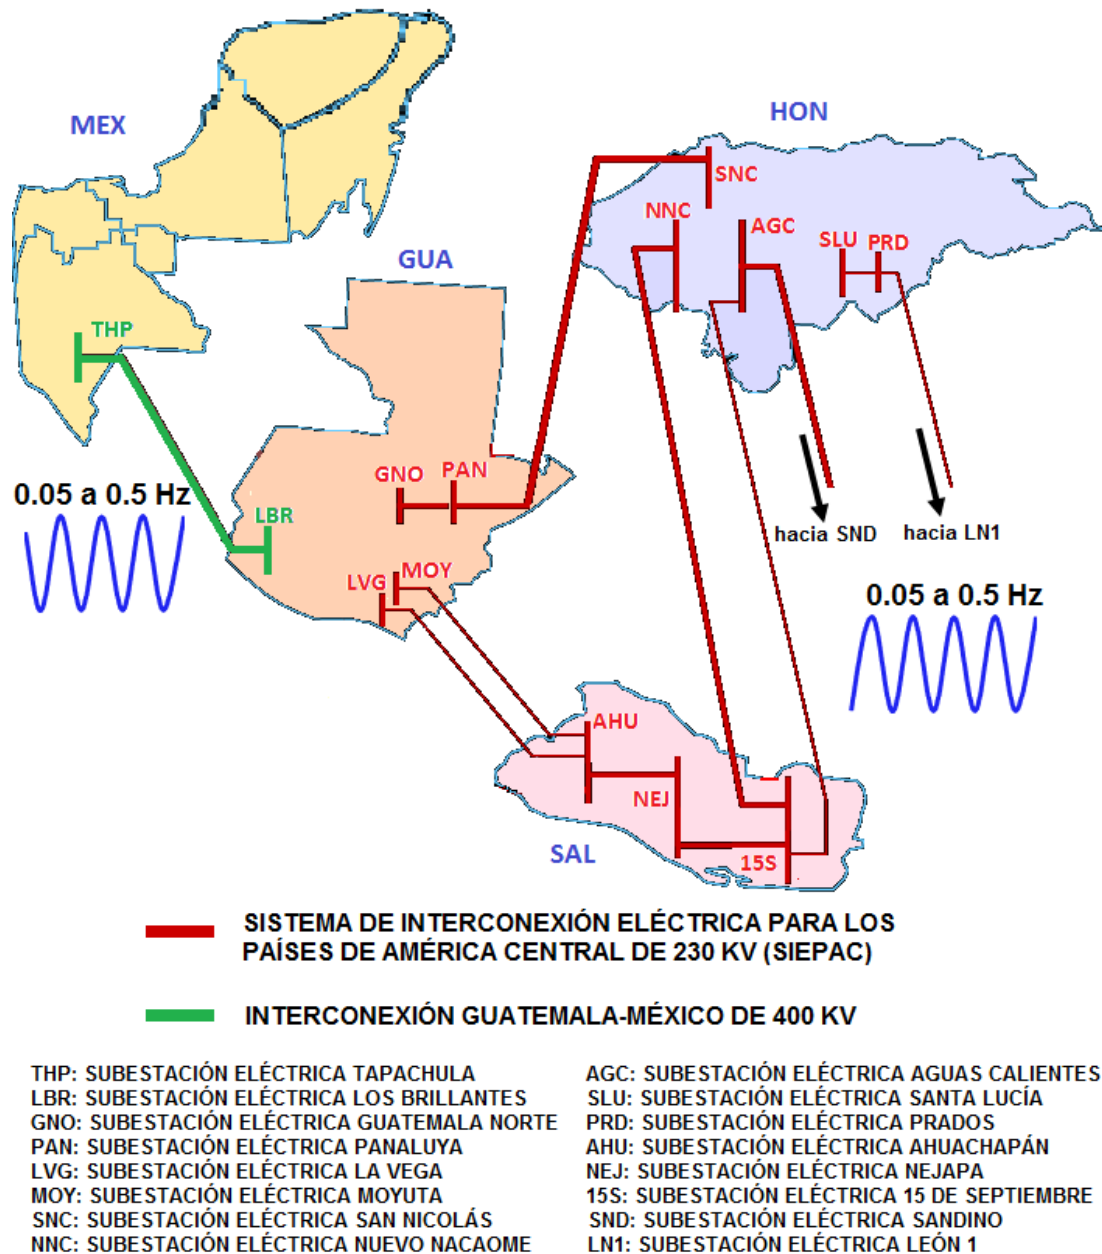 MEX
HON
SNC
NNC
AGC
SLU
PRD
GUA
THP
GNO
PAN
0.05 a 0.5 Hz
LBR
hacia SND
hacia LN1
LVG
MOY
0.05 a 0.5 Hz
AHU
NEJ
SAL
15S
SISTEMA DE INTERCONEXIÓN ELÉCTRICA PARA LOS
PAÍSES DE AMÉRICA CENTRAL DE 230 KV (SIEPAC)
INTERCONEXIÓN GUATEMALA-MÉXICO DE 400 KV
THP: SUBESTACIÓN ELÉCTRICA TAPACHULA
LBR: SUBESTACIÓN ELÉCTRICA LOS BRILLANTES
GNO: SUBESTACIÓN ELÉCTRICA GUATEMALA NORTE
PAN: SUBESTACIÓN ELÉCTRICA PANALUYA
LVG: SUBESTACIÓN ELÉCTRICA LA VEGA
MOY: SUBESTACIÓN ELÉCTRICA MOYUTA
SNC: SUBESTACIÓN ELÉCTRICA SAN NICOLÁS
NNC: SUBESTACIÓN ELÉCTRICA NUEVO NACAOME
AGC: SUBESTACIÓN ELÉCTRICA AGUAS CALIENTES
SLU: SUBESTACIÓN ELÉCTRICA SANTA LUCÍA
PRD: SUBESTACIÓN ELÉCTRICA PRADOS
AHU: SUBESTACIÓN ELÉCTRICA AHUACHAPÁN
NEJ: SUBESTACIÓN ELÉCTRICA NEJAPA
15S: SUBESTACIÓN ELÉCTRICA 15 DE SEPTIEMBRE
SND: SUBESTACIÓN ELÉCTRICA SANDINO
LN1: SUBESTACIÓN ELÉCTRICA LEÓN 1